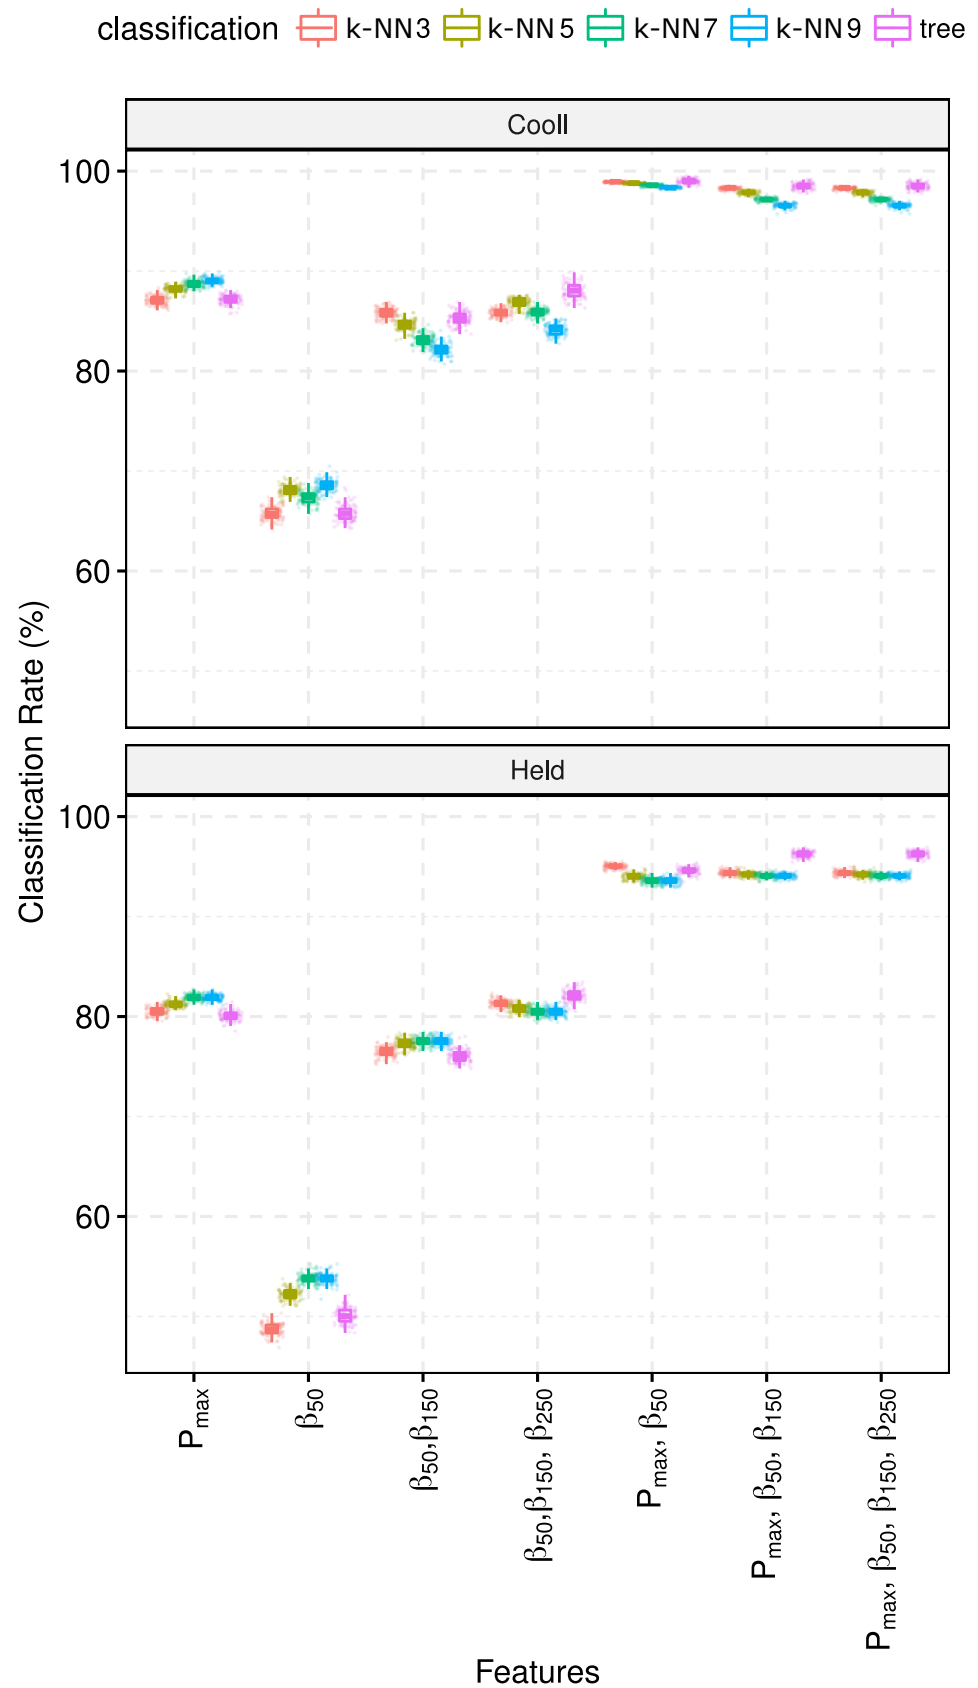 classification k-NN3 k-NN5 k-NN7 k-NN9 tree
Cooll
100
80
60
Held
100
80
60
Classification Rate (%)
Pmax
β50
β50,β150
β50,β150, β250
Pmax, β50
Pmax, β50, β150
Pmax, β50, β150, β250
Features